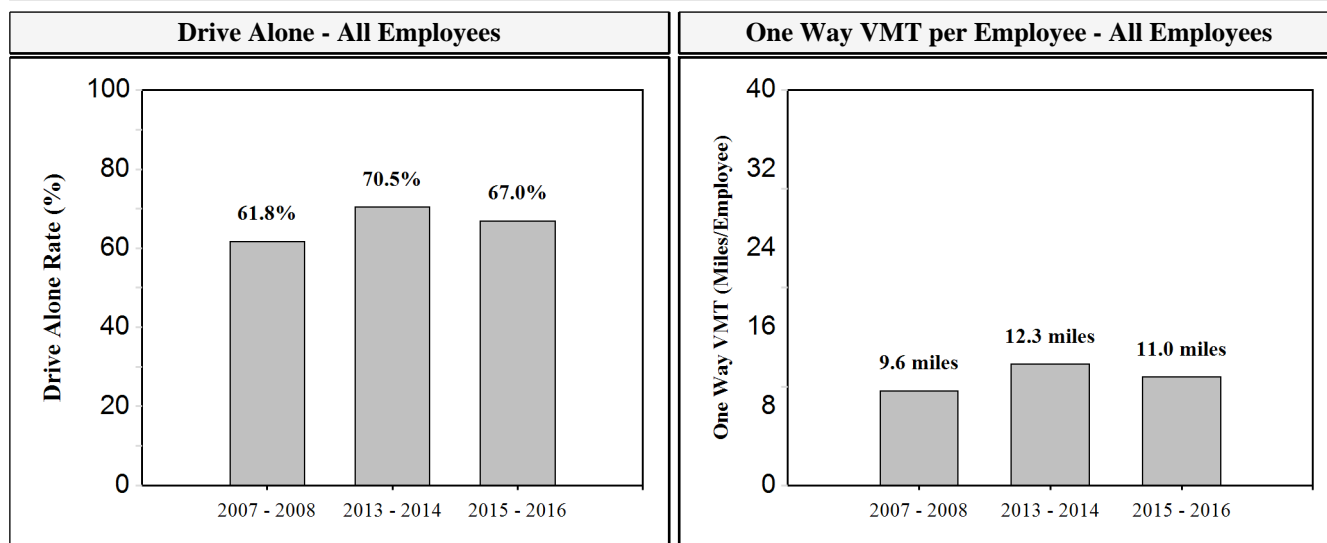 Drive Alone - All Employees
Drive Alone Rate (%)
100
80
60
40
20
0
61.8%
70.5%
67.0%
2007 - 2008
2013 - 2014
2015 - 2016
One Way VMT per Employee - All Employees
One Way VMT (Miles/Employee)
40
32
24
16
8
0
9.6 miles
12.3 miles
11.0 miles
2007 - 2008
2013 - 2014
2015 - 2016